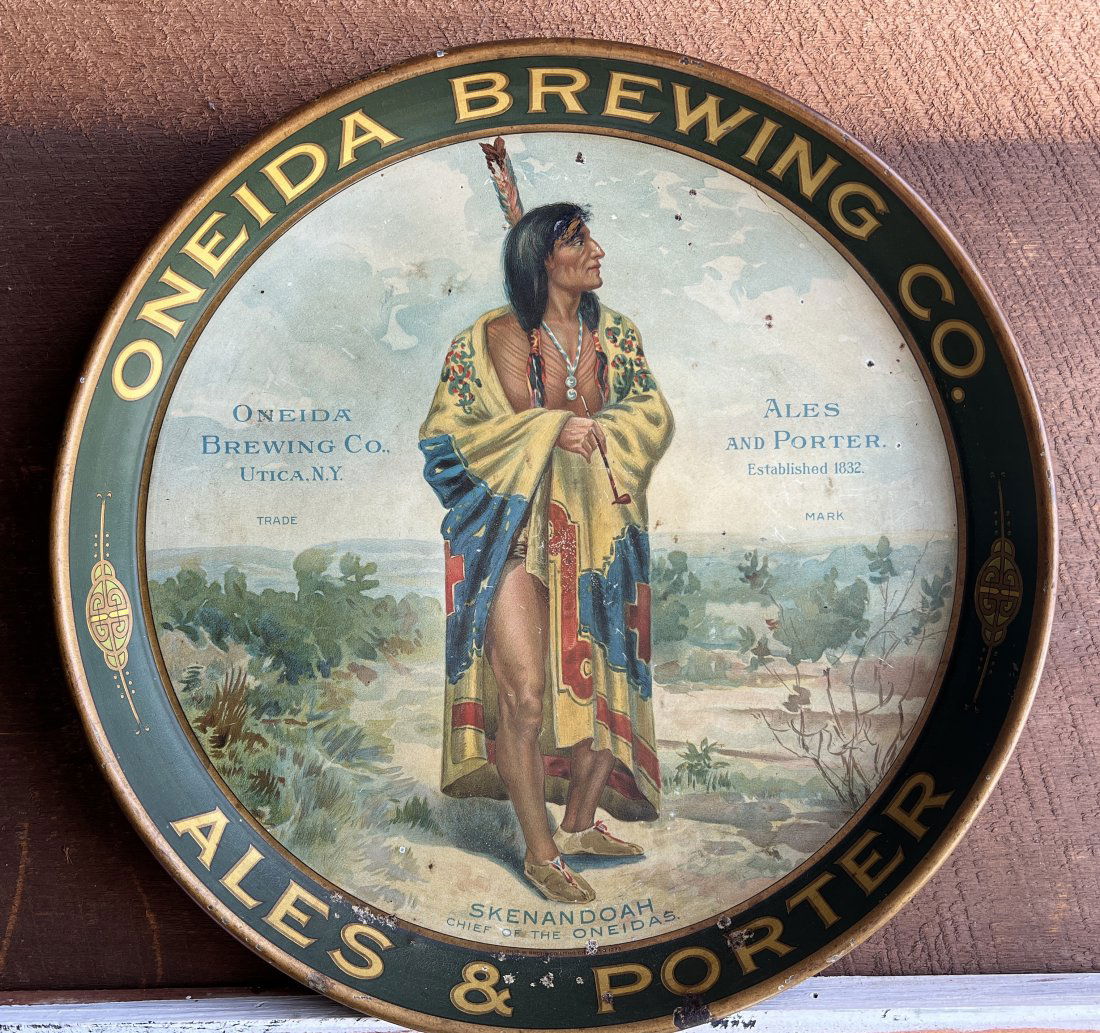 ONEIDA BREWING CO.
ONEIDA
BREWING CO.,
UTICA, N.Y.
TRADE
ALES
AND PORTER.
Established 1832.
MARK
SKENANDOAH
CHIEF OF THE ONEIDAS.
ALES & PORTER